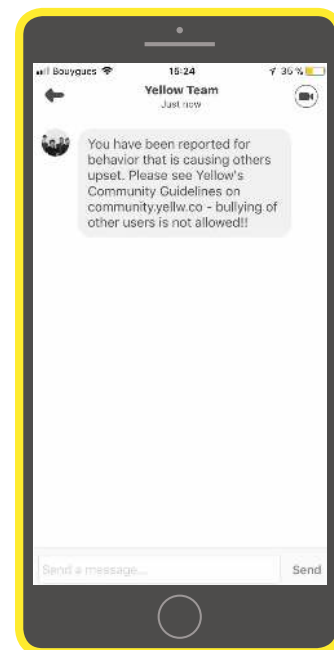 Bouygues 15:24 36 %
Yellow Team
Just now
You have been reported for
behavior that is causing others
upset. Please see Yellow's
Community Guidelines on
community.yellw.co - bullying of
other users is not allowed!!
Send a message... Send